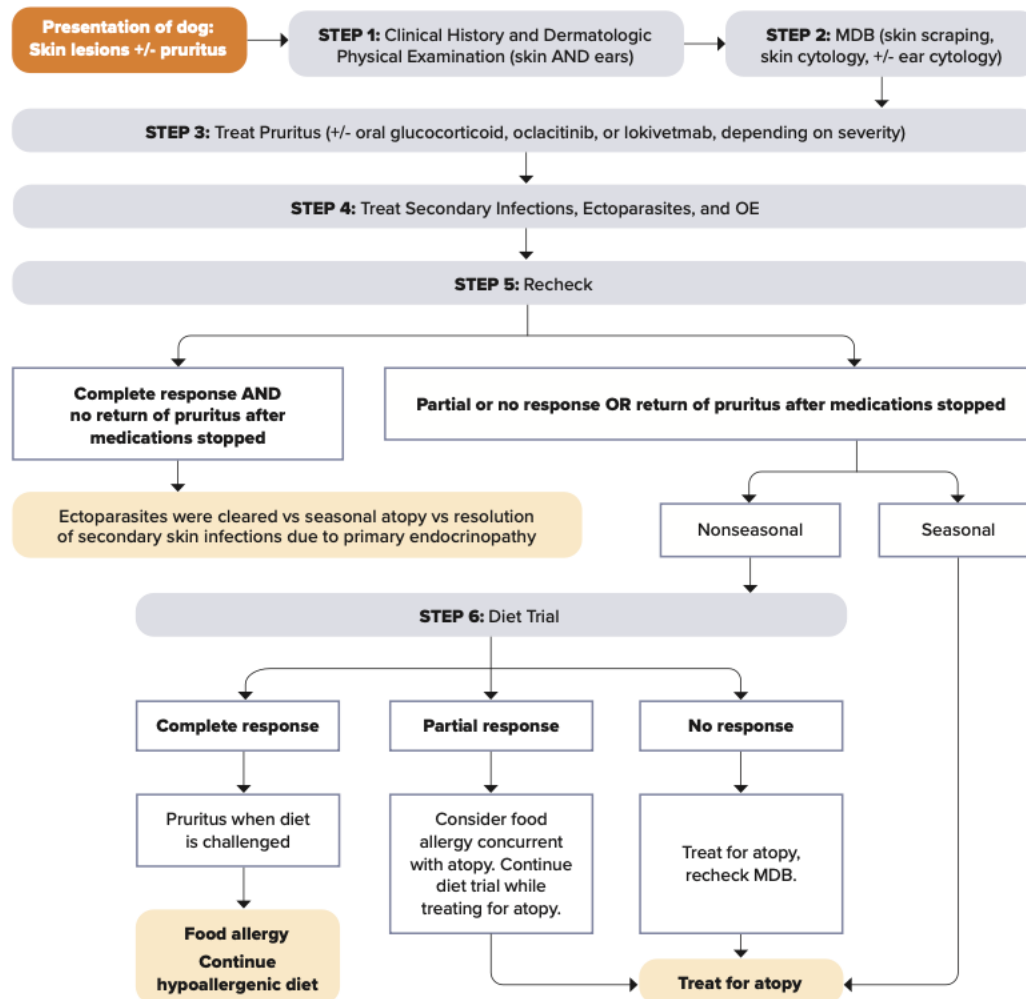 Presentation of dog:
Skin lesions +/- pruritus
STEP 1: Clinical History and Dermatologic
Physical Examination (skin AND ears)
STEP 2: MDB (skin scraping,
skin cytology, +/- ear cytology)
STEP 3: Treat Pruritus (+/- oral glucocorticoid, oclacitinib, or lokivetmab, depending on severity)
STEP 4: Treat Secondary Infections, Ectoparasites, and OE
STEP 5: Recheck
Complete response AND
no return of pruritus after
medications stopped
Partial or no response OR return of pruritus after medications stopped
Ectoparasites were cleared vs seasonal atopy vs resolution
of secondary skin infections due to primary endocrinopathy
Nonseasonal
Seasonal
STEP 6: Diet Trial
Complete response
Partial response
No response
Pruritus when diet
is challenged
Consider food
allergy concurrent
with atopy. Continue
diet trial while
treating for atopy.
Treat for atopy,
recheck MDB.
Food allergy
Continue
hypoallergenic diet
Treat for atopy